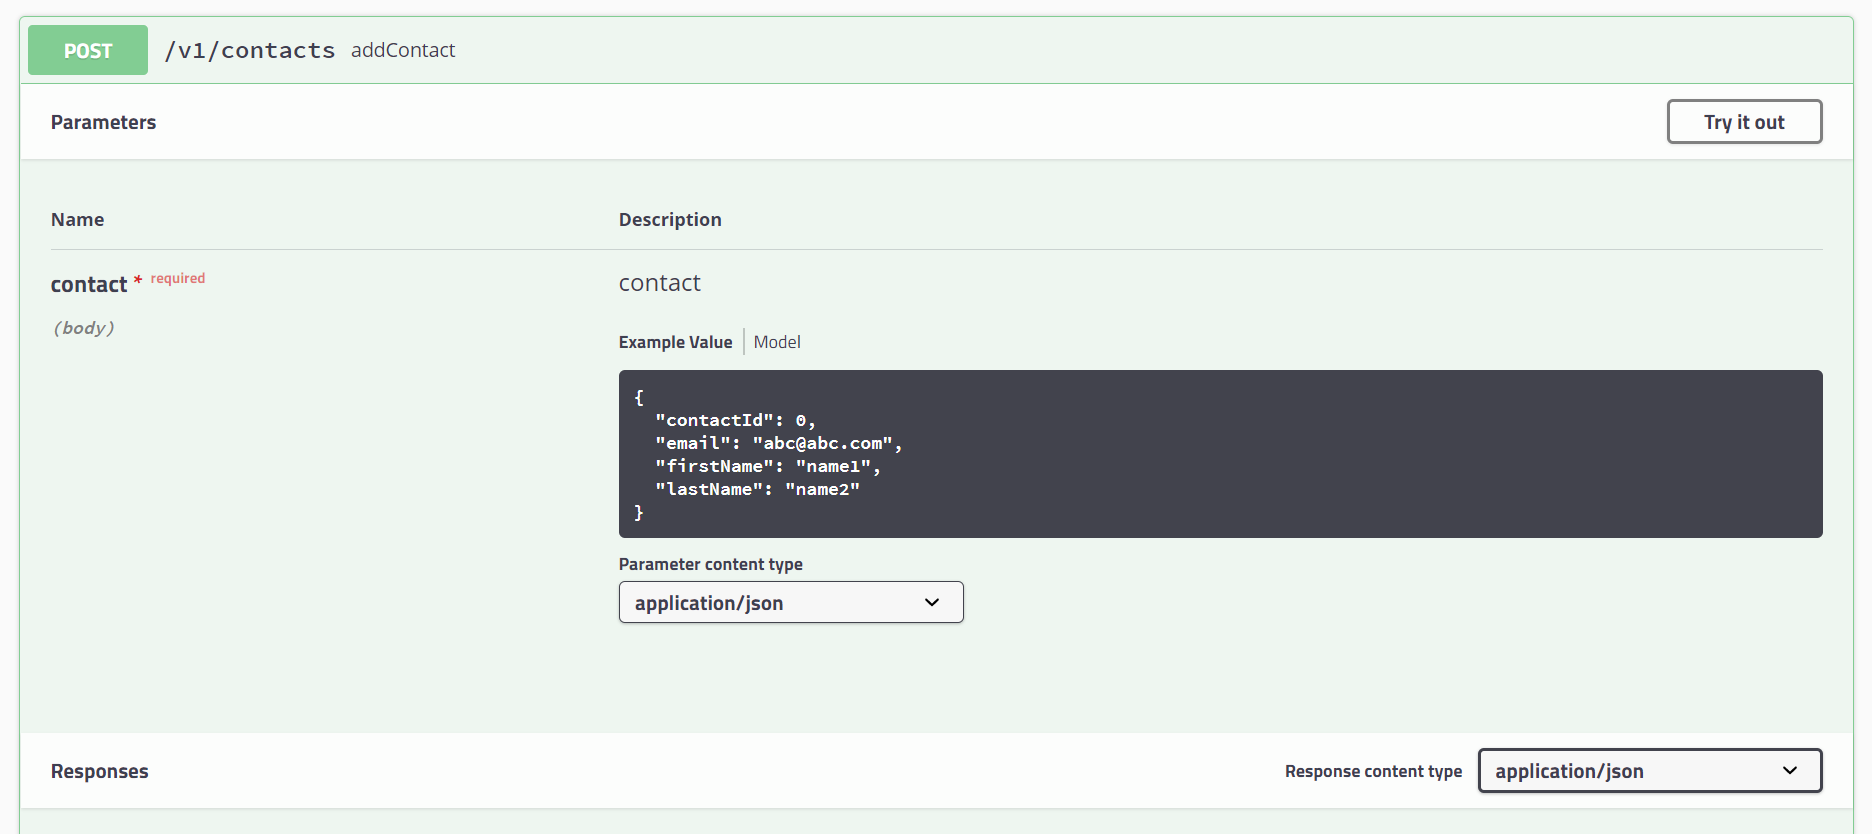 POST /v1/contacts addContact
Parameters Try it out
Name Description
contact * required contact
(body)
Example Value Model
{
"contactId": 0,
"email": "abc@abc.com",
"firstName": "name1",
"lastName": "name2"
}
Parameter content type
application/json
Responses Response content type application/json